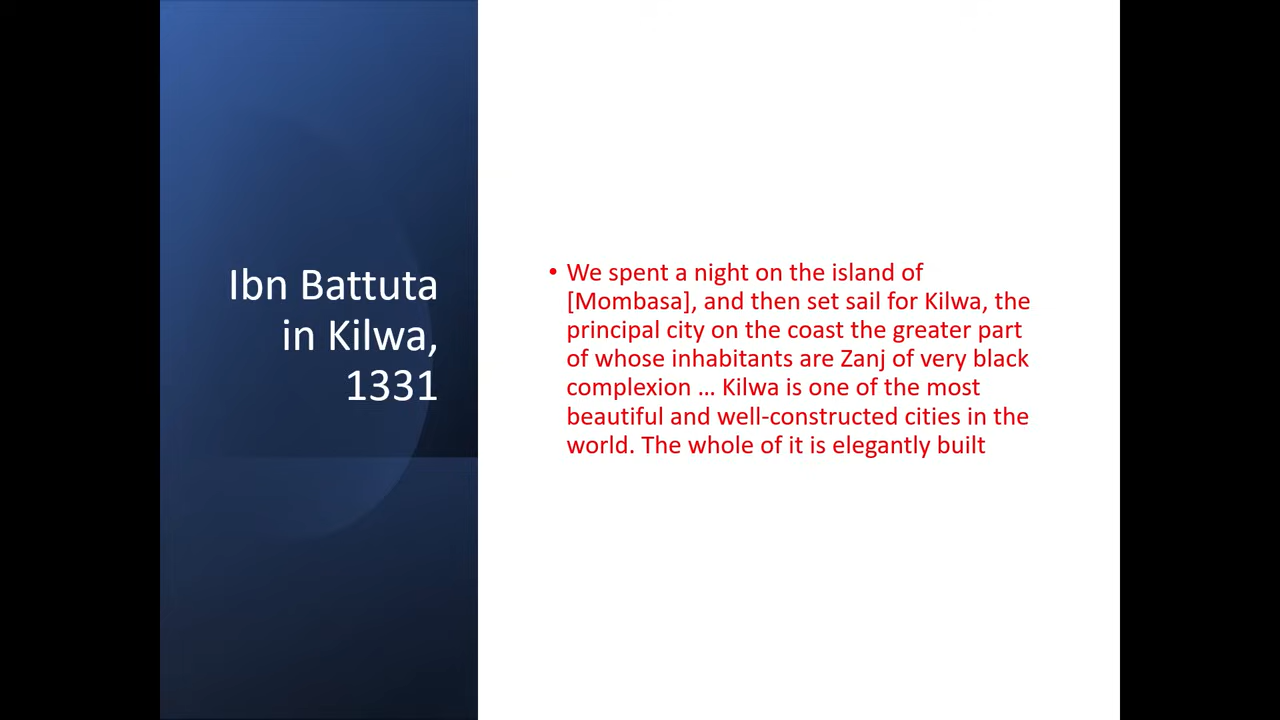 Ibn Battuta
in Kilwa,
1331
• We spent a night on the island of
[Mombasa], and then set sail for Kilwa, the
principal city on the coast the greater part
of whose inhabitants are Zanj of very black
complexion … Kilwa is one of the most
beautiful and well-constructed cities in the
world. The whole of it is elegantly built